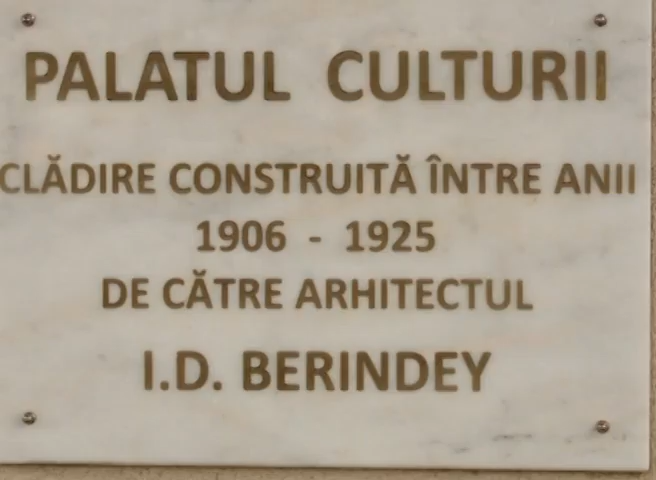 PALATUL CULTURII
CLĂDIRE CONSTRUITĂ ÎNTRE ANII
1906 - 1925
DE CĂTRE ARHITECTUL
I.D. BERINDEY